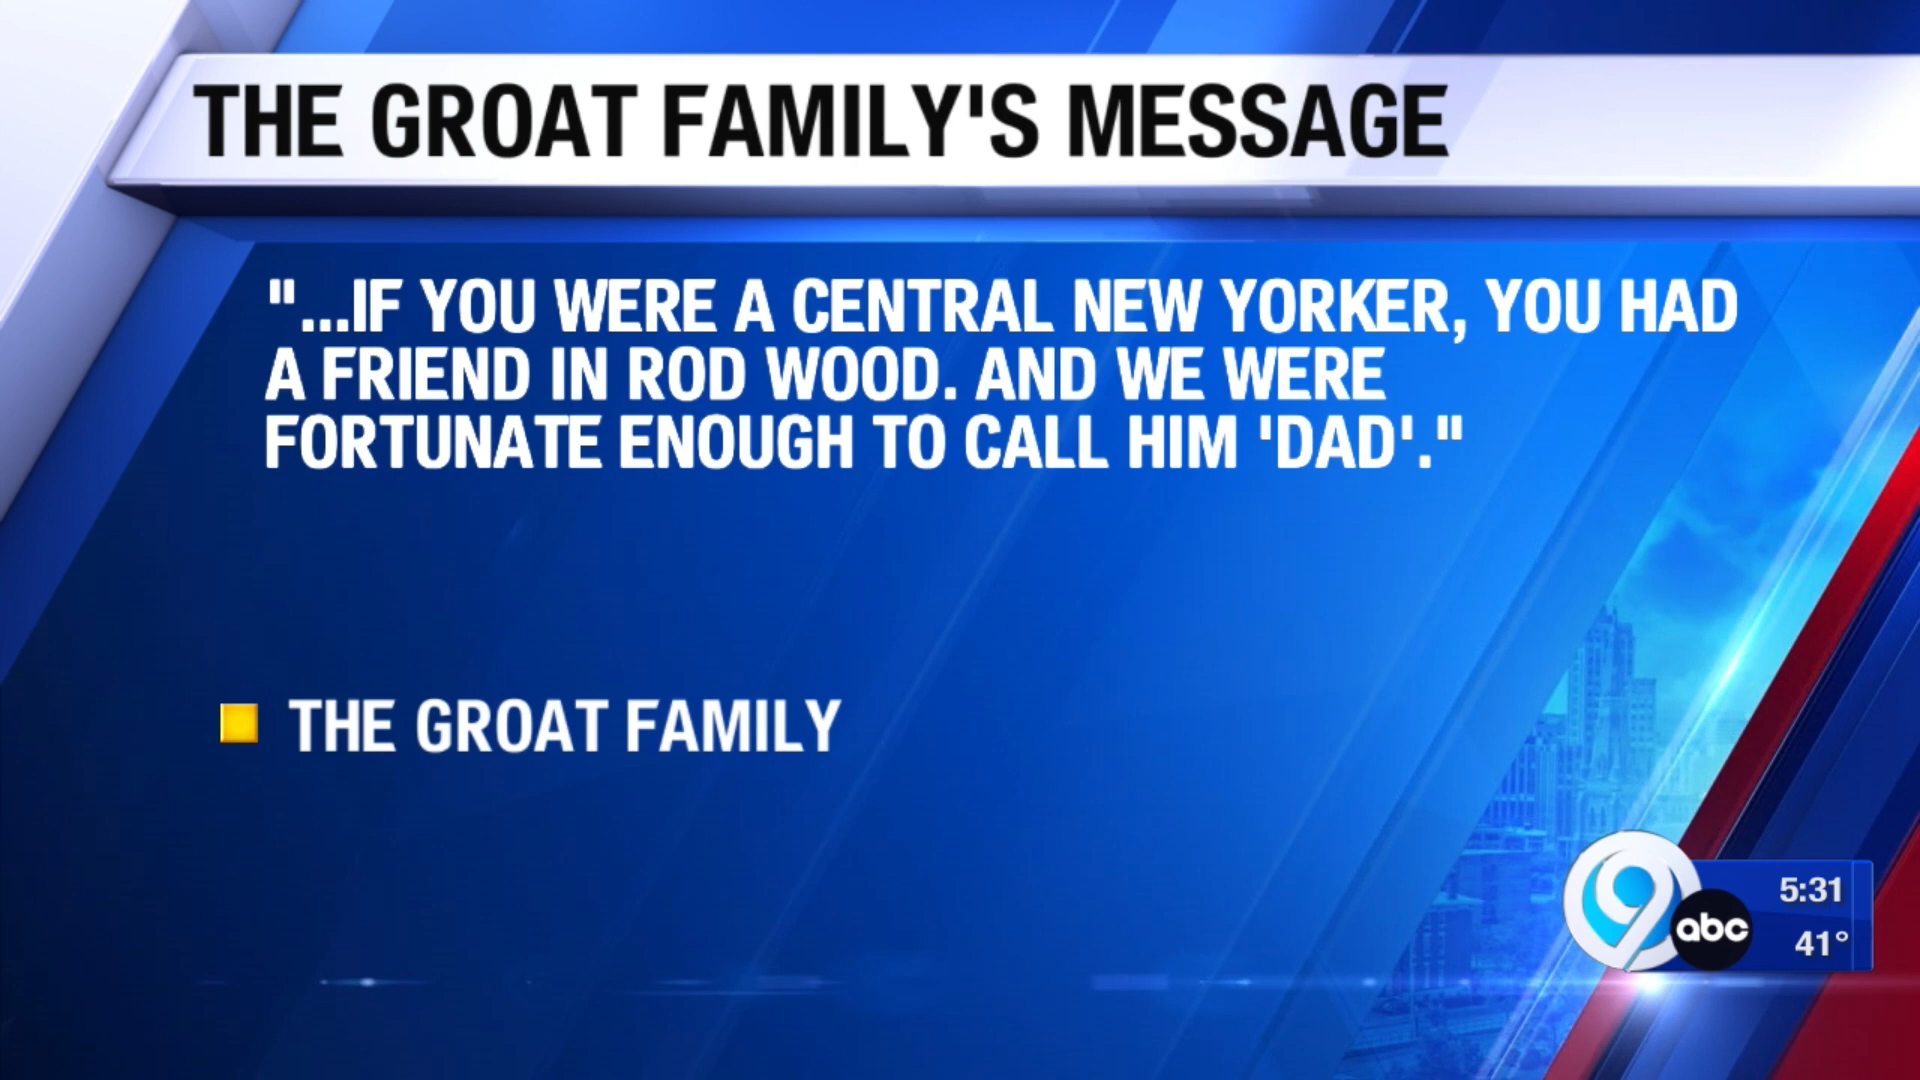 THE GROAT FAMILY'S MESSAGE
"...IF YOU WERE A CENTRAL NEW YORKER, YOU HAD
A FRIEND IN ROD WOOD. AND WE WERE
FORTUNATE ENOUGH TO CALL HIM 'DAD'."
THE GROAT FAMILY
9
abc
5:31
41°